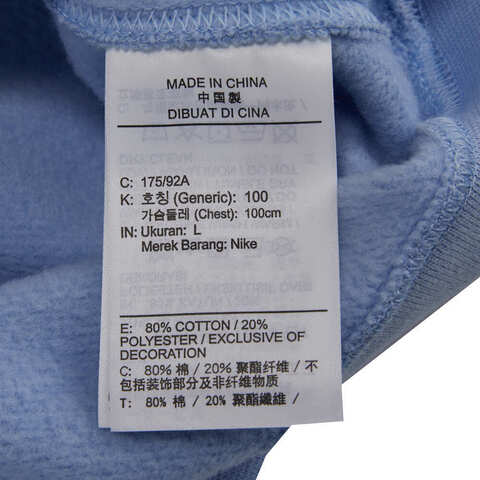 MADE IN CHINA
中国製
DIBUAT DI CINA
C: 175/92A
K: 호칭 (Generic): 100
가슴둘레 (Chest): 100cm
IN: Ukuran: L
Merek Barang: Nike
E: 80% COTTON / 20%
POLYESTER / EXCLUSIVE OF
DECORATION
C: 80% 棉 / 20% 聚酯纤维 / 不
包括装饰部分及非纤维物质
T: 80% 棉 / 20% 聚酯纖維 /